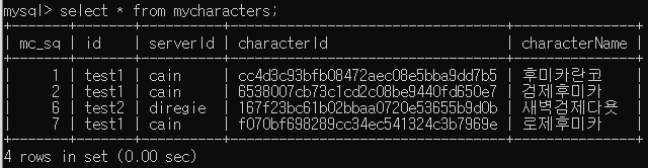 mysql> select * from mycharacters;
+-------+-------+----------+----------------------------------+---------------+
| mc_sq | id | serverId | characterId | characterName |
+-------+-------+----------+----------------------------------+---------------+
| 1 | test1 | cain | cc4d3c93bfb08472aec08e5bba9dd7b5 | 후미카란코 |
| 2 | test1 | cain | 6538007cb73c1cd2c08be9440fd650e7 | 검제후미카 |
| 6 | test2 | diregie | 167f23bc61b02bbaa0720e53655b9d0b | 새벽검제다욧 |
| 7 | test1 | cain | f070bf698289cc34ec541324c3b7969e | 로제후미카 |
+-------+-------+----------+----------------------------------+---------------+
4 rows in set (0.00 sec)